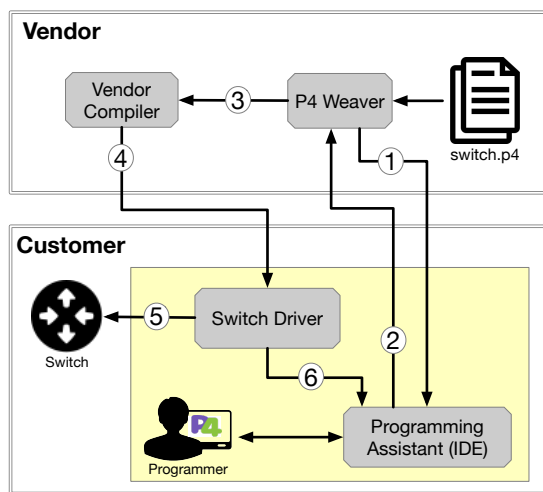 Vendor
Vendor
Compiler
3
P4 Weaver
switch.p4
4
1
Customer
Switch
5
Switch Driver
2
6
P4
Programmer
Programming
Assistant (IDE)